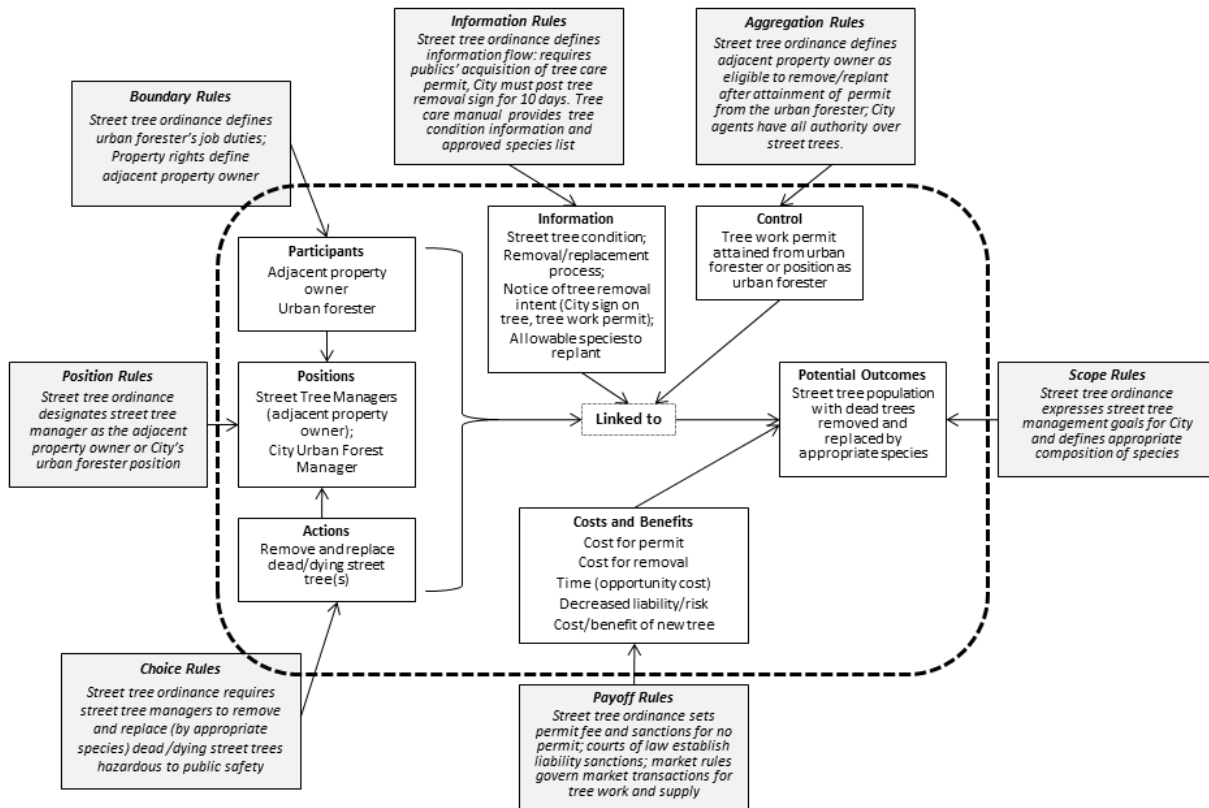 Information Rules
Street tree ordinance defines
information flow: requires
publics' acquisition of tree care
permit, City must post tree
removal sign for 10 days. Tree
care manual provides tree
condition information and
approved species list
Aggregation Rules
Street tree ordinance defines
adjacent property owner as
eligible to remove/replant
after attainment of permit
from the urban forester; City
agents have all authority over
street trees.
Boundary Rules
Street tree ordinance defines
urban forester's job duties;
Property rights define
adjacent property owner
Participants
Adjacent property
owner
Urban forester
Information
Street tree condition;
Removal/replacement
process;
Notice of tree removal
intent (City sign on
tree, tree work permit);
Allowable speciesto
replant
Control
Tree work permit
attained from urban
forester or position as
urban forester
Position Rules
Street tree ordinance
designates street tree
manager as the adjacent
property owner or City's
urban forester position
Positions
Street Tree Managers
(adjacent property
owner);
City Urban Forest
Manager
Linked to
Potential Outcomes
Street tree population
with dead trees
removed and
replaced by
appropriate species
Scope Rules
Street tree ordinance
expresses street tree
management goals for City
and defines appropriate
composition of species
Actions
Remove and replace
dead/dying street
tree(s)
Costs and Benefits
Cost for permit
Cost for removal
Time (opportunity cost)
Decreased liability/risk
Cost/benefit of new tree
Choice Rules
Street tree ordinance requires
street tree managers to remove
and replace (by appropriate
species) dead /dying street trees
hazardous to public safety
Payoff Rules
Street tree ordinance sets
permit fee and sanctions for no
permit; courts of law establish
liability sanctions; market rules
govern market transactions for
tree work and supply